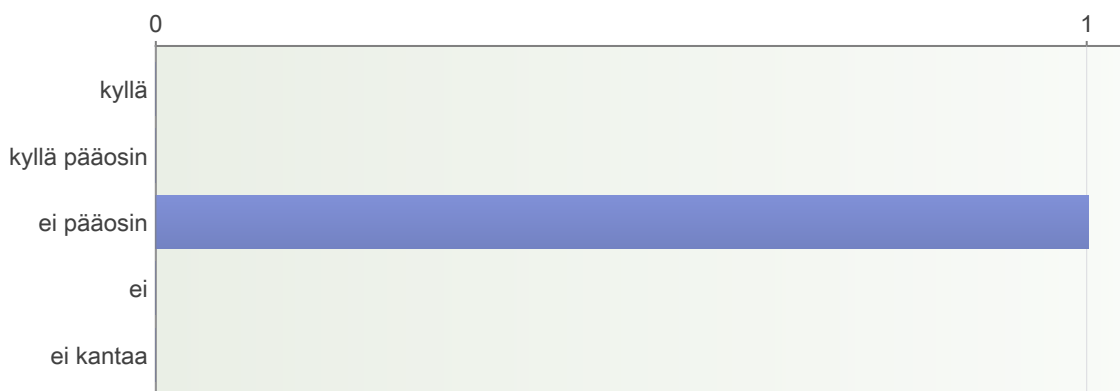 0 1
kyllä
kyllä pääosin
ei pääosin
ei
ei kantaa